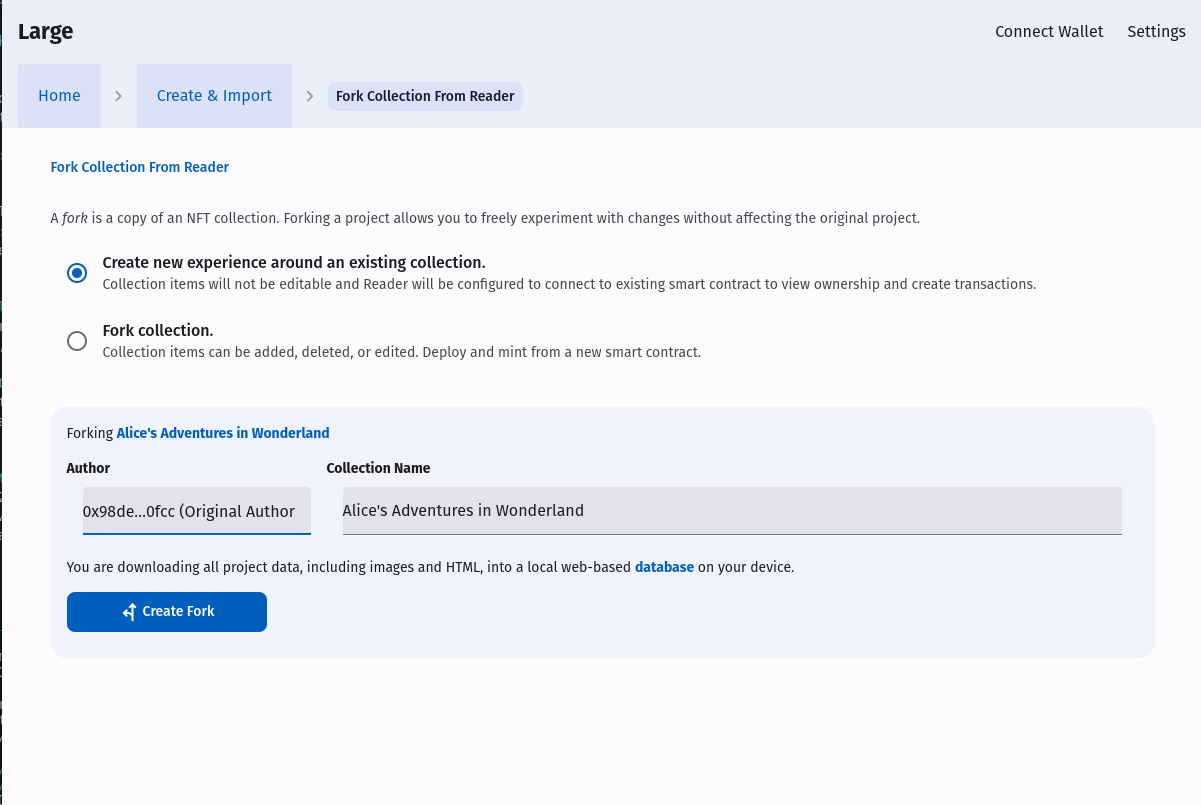 Large
Connect Wallet
Settings
Home
Create & Import
Fork Collection From Reader
Fork Collection From Reader
A fork is a copy of an NFT collection. Forking a project allows you to freely experiment with changes without affecting the original project.
Create new experience around an existing collection.
Collection items will not be editable and Reader will be configured to connect to existing smart contract to view ownership and create transactions.
Fork collection.
Collection items can be added, deleted, or edited. Deploy and mint from a new smart contract.
Forking Alice's Adventures in Wonderland
Author
Collection Name
0x98de...0fcc (Original Author
Alice's Adventures in Wonderland
You are downloading all project data, including images and HTML, into a local web-based database on your device.
Create Fork